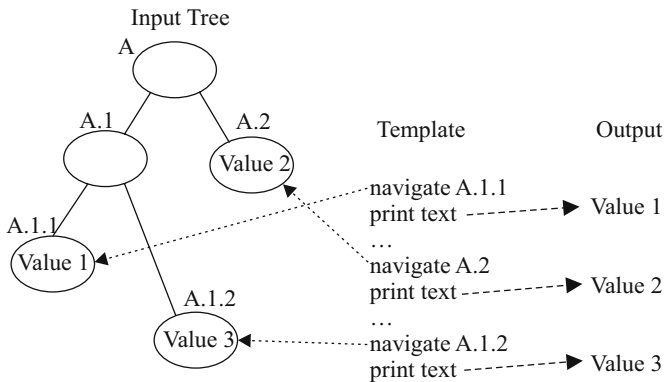 Input Tree
A
A.1
A.2
Value 2
A.1.1
Value 1
A.1.2
Value 3
Template
navigate A.1.1
print text
...
navigate A.2
print text
...
navigate A.1.2
print text
Output
Value 1
Value 2
Value 3